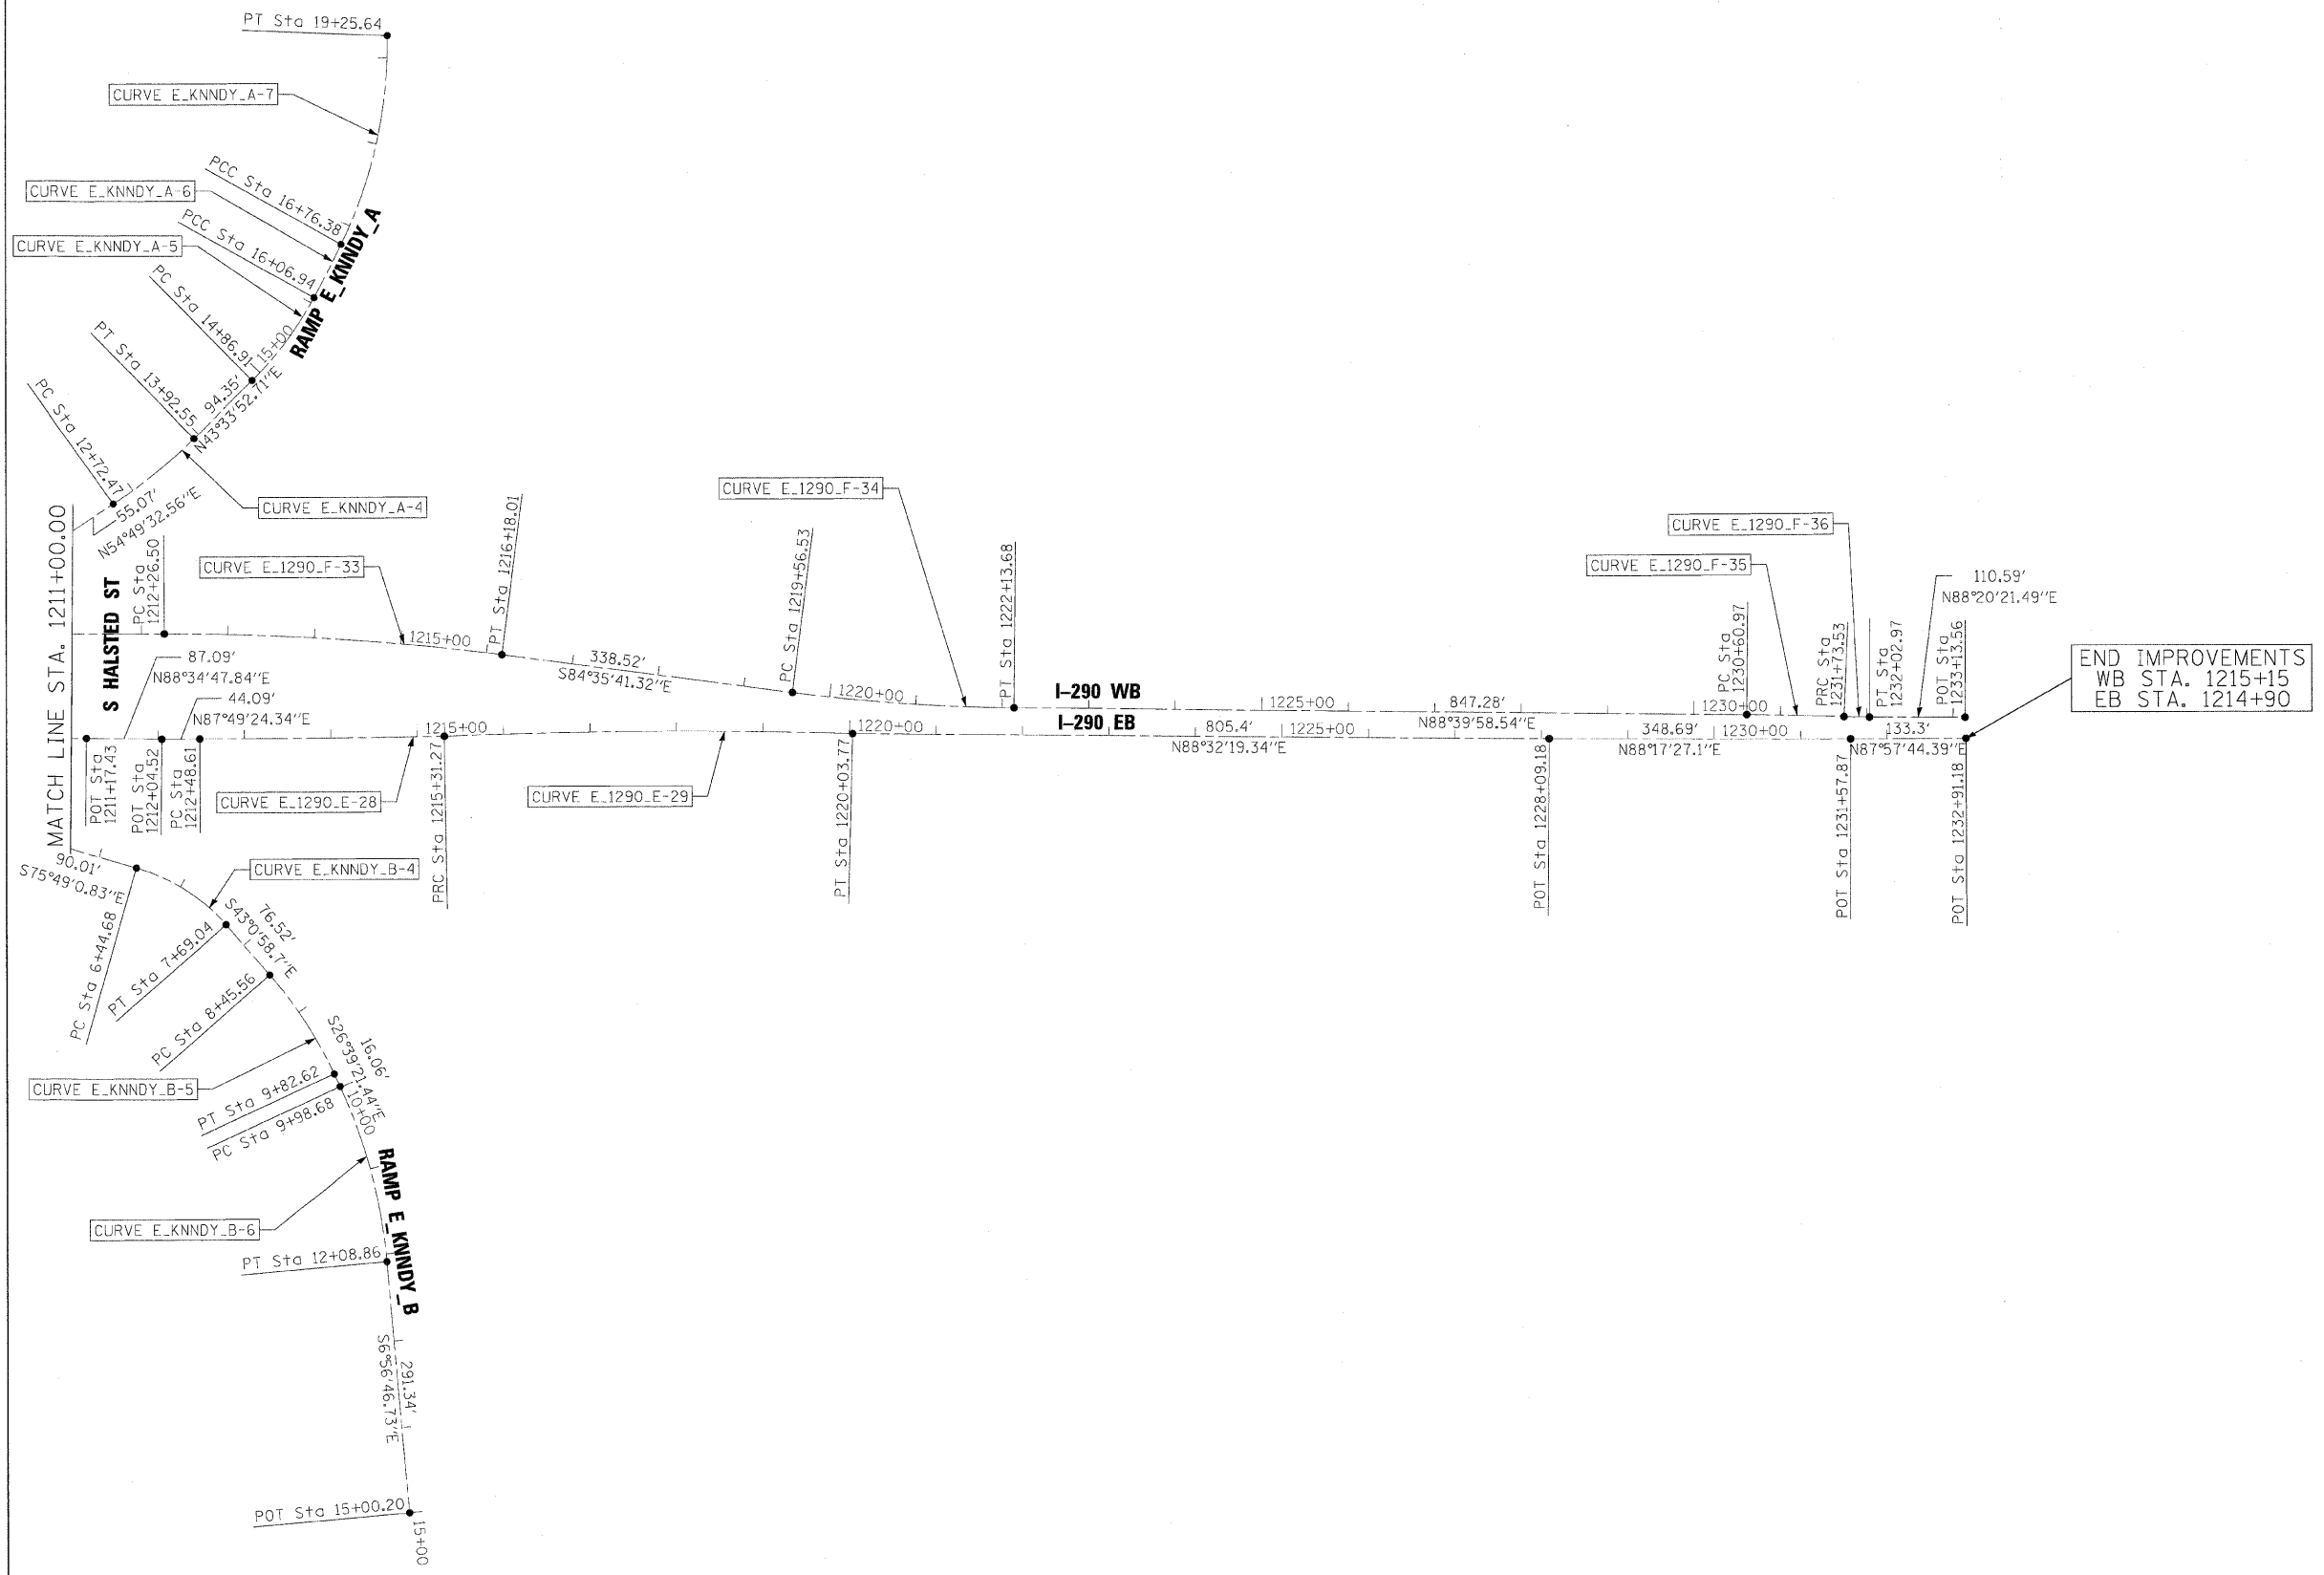 PT Sta 19+25.64
CURVE E_KNNDY_A-7
PCC Sta 16+76.38
CURVE E_KNNDY_A-6
PCC Sta 16+06.94
CURVE E_KNNDY_A-5
RAMP E_KNNDY_A
PC Sta 14+86.91
15+00
PT Sta 13+92.55
94.35'
N43°33'52.71"E
PC Sta 12+72.47
55.07'
N54°49'32.56"E
CURVE E_KNNDY_A-4
MATCH LINE STA. 1211+00.00
S HALSTED ST
PC Sta
1212+26.50
CURVE E_1290_F-33
1215+00
PT Sta 1216+18.01
338.52'
S84°35'41.32"E
PC Sta 1219+56.53
CURVE E_1290_F-34
1220+00
PT Sta 1222+13.68
I-290 WB
1225+00
847.28'
N88°39'58.54"E
1230+00
PC Sta
1230+60.97
CURVE E_1290_F-35
CURVE E_1290_F-36
PRC Sta
1231+73.53
PT Sta
1232+02.97
110.59'
N88°20'21.49"E
POT Sta
1233+13.56
END IMPROVEMENTS
WB STA. 1215+15
EB STA. 1214+90
87.09'
N88°34'47.84"E
44.09'
N87°49'24.34"E
POT Sta
1211+17.43
POT Sta
1212+04.52
PC Sta
1212+48.61
CURVE E_1290_E-28
1215+00
PRC Sta 1215+31.27
CURVE E_1290_E-29
PT Sta 1220+03.77
1220+00
I-290 EB
805.4'
N88°32'19.34"E
1225+00
POT Sta 1228+09.18
348.69'
N88°17'27.1"E
1230+00
POT Sta 1231+57.87
133.3'
N87°57'44.39"E
POT Sta 1232+91.18
90.01'
S75°49'0.83"E
CURVE E_KNNDY_B-4
PC Sta 6+44.68
PT Sta 7+69.04
76.52'
S43°0'58.7"E
PC Sta 8+45.56
CURVE E_KNNDY_B-5
16.06'
S26°39'21.44"E
PT Sta 9+82.62
PC Sta 9+98.68
10+00
RAMP E_KNNDY_B
CURVE E_KNNDY_B-6
PT Sta 12+08.86
291.34'
S6°56'46.73"E
POT Sta 15+00.20
15+00